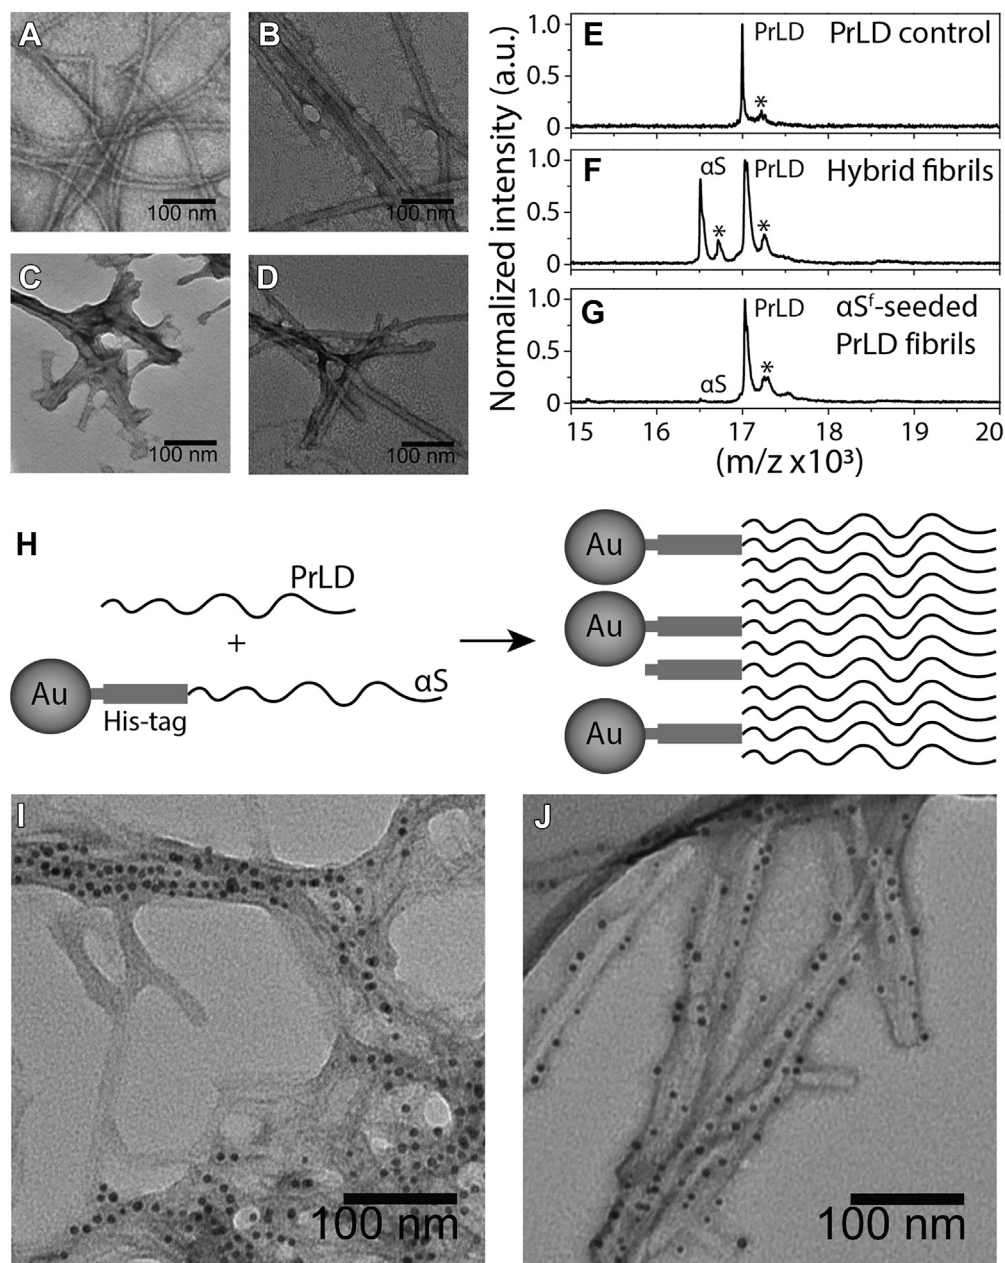 A
100 nm
B
100 nm
C
100 nm
D
100 nm
Normalized intensity (a.u.)
E
PrLD
PrLD control
*
1.0
0.5
0
F
αS
PrLD
Hybrid fibrils
*
*
1.0
0.5
0
G
PrLD
αSᶠ-seeded
PrLD fibrils
αS
*
1.0
0.5
0
15 16 17 18 19 20
(m/z x10³)
H
PrLD
+
Au
αS
His-tag
Au
Au
Au
I
100 nm
J
100 nm